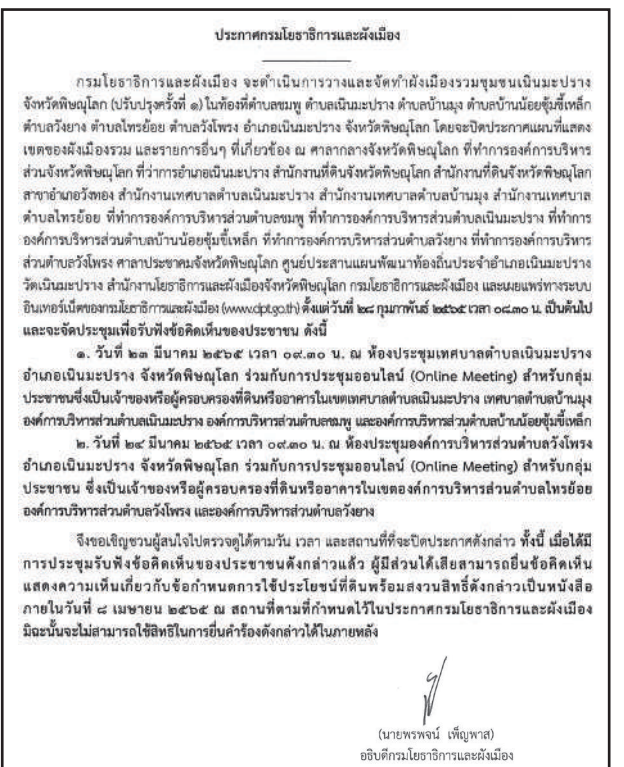 ประกาศกรมโยธาธิการและผังเมือง
กรมโยธาธิการและผังเมือง จะดำเนินการวางและจัดทำผังเมืองรวมชุมชนเนินมะปราง
จังหวัดพิษณุโลก (ปรับปรุงครั้งที่ ๑) ในท้องที่ตำบลชมพู ตำบลเนินมะปราง ตำบลบ้านมุง ตำบลบ้านน้อยซุ้มขี้เหล็ก
ตำบลวังยาง ตำบลไทรย้อย ตำบลวังโพรง อำเภอเนินมะปราง จังหวัดพิษณุโลก โดยจะปิดประกาศแผนที่แสดง
เขตของผังเมืองรวม และรายการอื่นๆ ที่เกี่ยวข้อง ณ ศาลากลางจังหวัดพิษณุโลก ที่ทำการองค์การบริหาร
ส่วนจังหวัดพิษณุโลก ที่ว่าการอำเภอเนินมะปราง สำนักงานที่ดินจังหวัดพิษณุโลก สำนักงานที่ดินจังหวัดพิษณุโลก
สาขาอำเภอวังทอง สำนักงานเทศบาลตำบลเนินมะปราง สำนักงานเทศบาลตำบลบ้านมุง สำนักงานเทศบาล
ตำบลไทรย้อย ที่ทำการองค์การบริหารส่วนตำบลชมพู ที่ทำการองค์การบริหารส่วนตำบลเนินมะปราง ที่ทำการ
องค์การบริหารส่วนตำบลบ้านน้อยซุ้มขี้เหล็ก ที่ทำการองค์การบริหารส่วนตำบลวังยาง ที่ทำการองค์การบริหาร
ส่วนตำบลวังโพรง ศาลาประชาคมจังหวัดพิษณุโลก ศูนย์ประสานแผนพัฒนาท้องถิ่นประจำอำเภอเนินมะปราง
วัดเนินมะปราง สำนักงานโยธาธิการและผังเมืองจังหวัดพิษณุโลก กรมโยธาธิการและผังเมือง และเผยแพร่ทางระบบ
อินเทอร์เน็ตของกรมโยธาธิการและผังเมือง (www.dpt.go.th) ตั้งแต่วันที่ ๒๘ กุมภาพันธ์ ๒๕๖๕ เวลา ๐๘.๓๐ น. เป็นต้นไป
และจะจัดประชุมเพื่อรับฟังข้อคิดเห็นของประชาชน ดังนี้
๑. วันที่ ๒๓ มีนาคม ๒๕๖๕ เวลา ๐๙.๓๐ น. ณ ห้องประชุมเทศบาลตำบลเนินมะปราง
อำเภอเนินมะปราง จังหวัดพิษณุโลก ร่วมกับการประชุมออนไลน์ (Online Meeting) สำหรับกลุ่ม
ประชาชนซึ่งเป็นเจ้าของหรือผู้ครอบครองที่ดินหรืออาคารในเขตเทศบาลตำบลเนินมะปราง เทศบาลตำบลบ้านมุง
องค์การบริหารส่วนตำบลเนินมะปราง องค์การบริหารส่วนตำบลชมพู และองค์การบริหารส่วนตำบลบ้านน้อยซุ้มขี้เหล็ก
๒. วันที่ ๒๔ มีนาคม ๒๕๖๕ เวลา ๐๙.๓๐ น. ณ ห้องประชุมองค์การบริหารส่วนตำบลวังโพรง
อำเภอเนินมะปราง จังหวัดพิษณุโลก ร่วมกับการประชุมออนไลน์ (Online Meeting) สำหรับกลุ่ม
ประชาชน ซึ่งเป็นเจ้าของหรือผู้ครอบครองที่ดินหรืออาคารในเขตองค์การบริหารส่วนตำบลไทรย้อย
องค์การบริหารส่วนตำบลวังโพรง และองค์การบริหารส่วนตำบลวังยาง
จึงขอเชิญชวนผู้สนใจไปตรวจดูได้ตามวัน เวลา และสถานที่ที่จะปิดประกาศดังกล่าว ทั้งนี้ เมื่อได้มี
การประชุมรับฟังข้อคิดเห็นของประชาชนดังกล่าวแล้ว ผู้มีส่วนได้เสียสามารถยื่นข้อคิดเห็น
แสดงความเห็นเกี่ยวกับข้อกำหนดการใช้ประโยชน์ที่ดินพร้อมสงวนสิทธิ์ดังกล่าวเป็นหนังสือ
ภายในวันที่ ๘ เมษายน ๒๕๖๕ ณ สถานที่ตามที่กำหนดไว้ในประกาศกรมโยธาธิการและผังเมือง
มิฉะนั้นจะไม่สามารถใช้สิทธิในการยื่นคำร้องดังกล่าวได้ในภายหลัง
(นายพรพจน์ เพ็ญพาส)
อธิบดีกรมโยธาธิการและผังเมือง